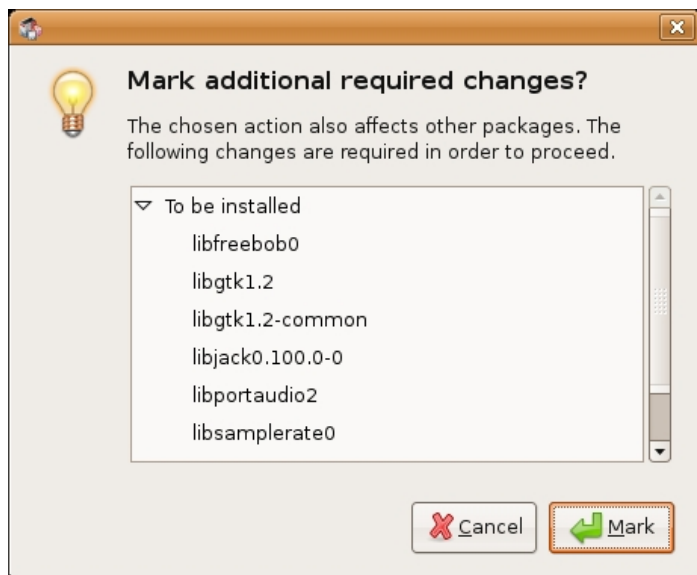 Mark additional required changes?
The chosen action also affects other packages. The
following changes are required in order to proceed.
To be installed
libfreebob0
libgtk1.2
libgtk1.2-common
libjack0.100.0-0
libportaudio2
libsamplerate0
Cancel
Mark